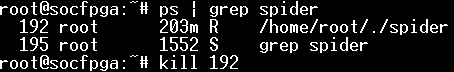 root@socfpga:~# ps | grep spider
  192 root      203m R    /home/root/./spider
  195 root      1552 S    grep spider
root@socfpga:~# kill 192